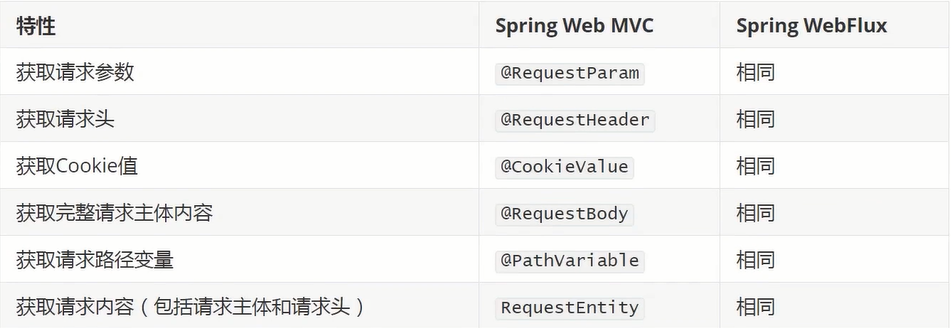 特性 Spring Web MVC Spring WebFlux
获取请求参数 @RequestParam 相同
获取请求头 @RequestHeader 相同
获取Cookie值 @CookieValue 相同
获取完整请求主体内容 @RequestBody 相同
获取请求路径变量 @PathVariable 相同
获取请求内容（包括请求主体和请求头） RequestEntity 相同